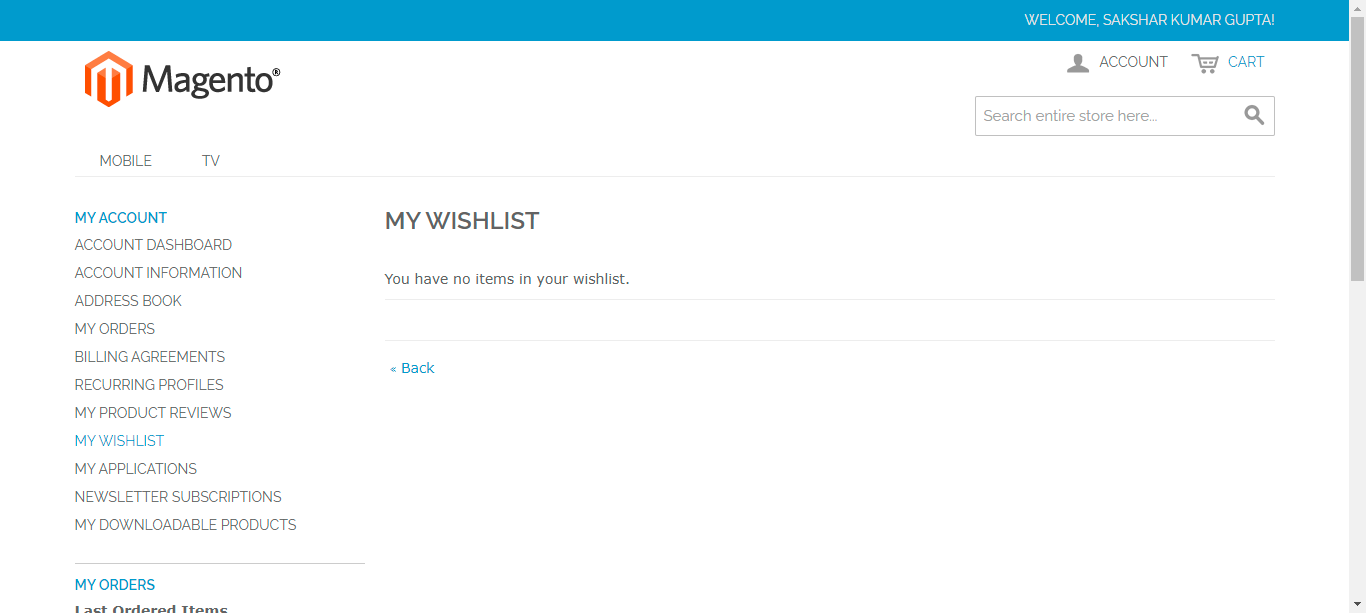 WELCOME, SAKSHAR KUMAR GUPTA!
Magento®
ACCOUNT
CART
Search entire store here...
MOBILE
TV
MY ACCOUNT
ACCOUNT DASHBOARD
ACCOUNT INFORMATION
ADDRESS BOOK
MY ORDERS
BILLING AGREEMENTS
RECURRING PROFILES
MY PRODUCT REVIEWS
MY WISHLIST
MY APPLICATIONS
NEWSLETTER SUBSCRIPTIONS
MY DOWNLOADABLE PRODUCTS
MY ORDERS
Last Ordered Items
MY WISHLIST
You have no items in your wishlist.
« Back